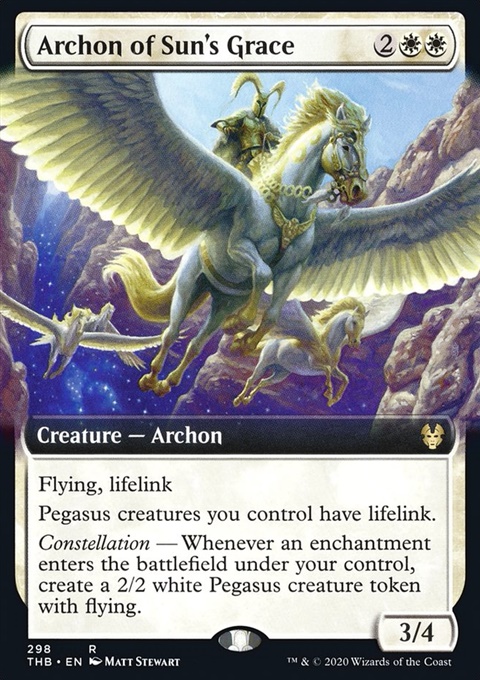 Archon of Sun's Grace 2
Creature — Archon
Flying, lifelink
Pegasus creatures you control have lifelink.
Constellation — Whenever an enchantment
enters the battlefield under your control,
create a 2/2 white Pegasus creature token
with flying.
3/4
298 R
THB • EN Matt Stewart
™ & © 2020 Wizards of the Coast